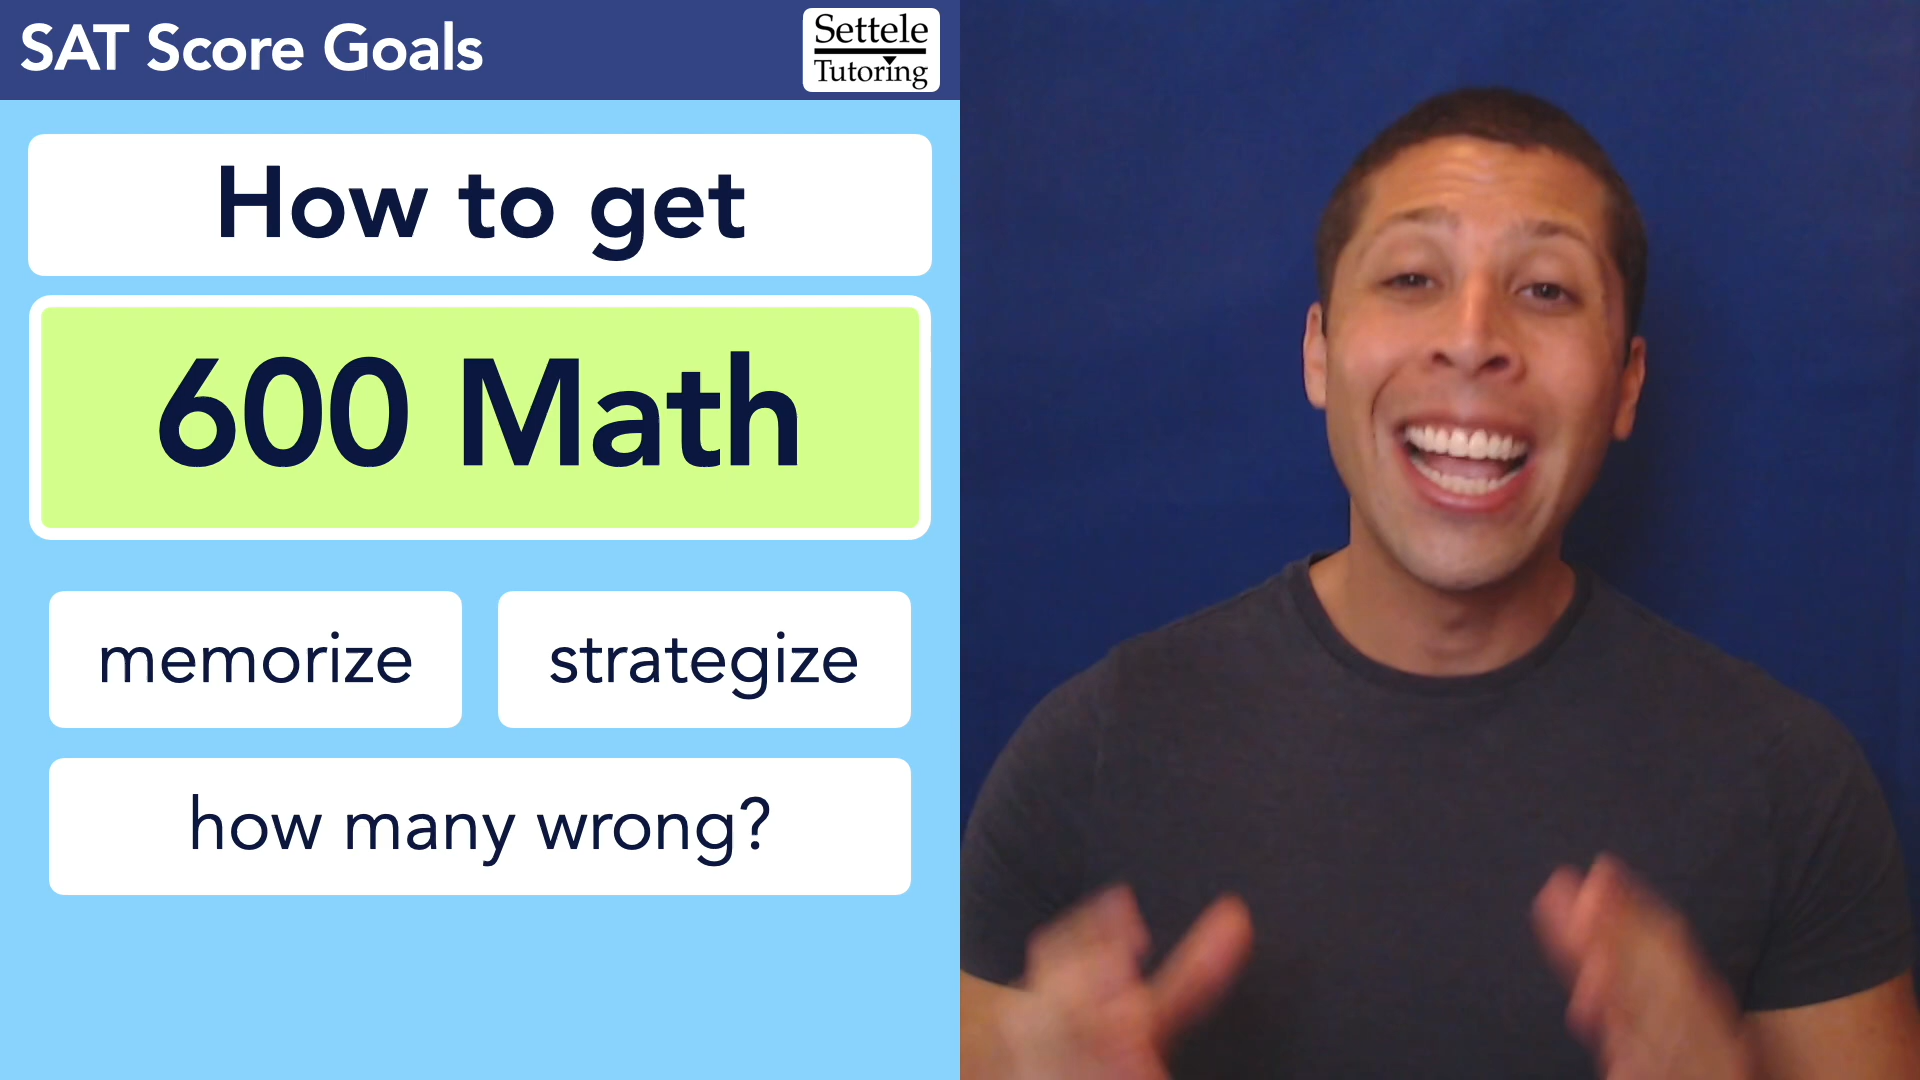 SAT Score Goals
Settele
Tutoring
How to get
600 Math
memorize
strategize
how many wrong?